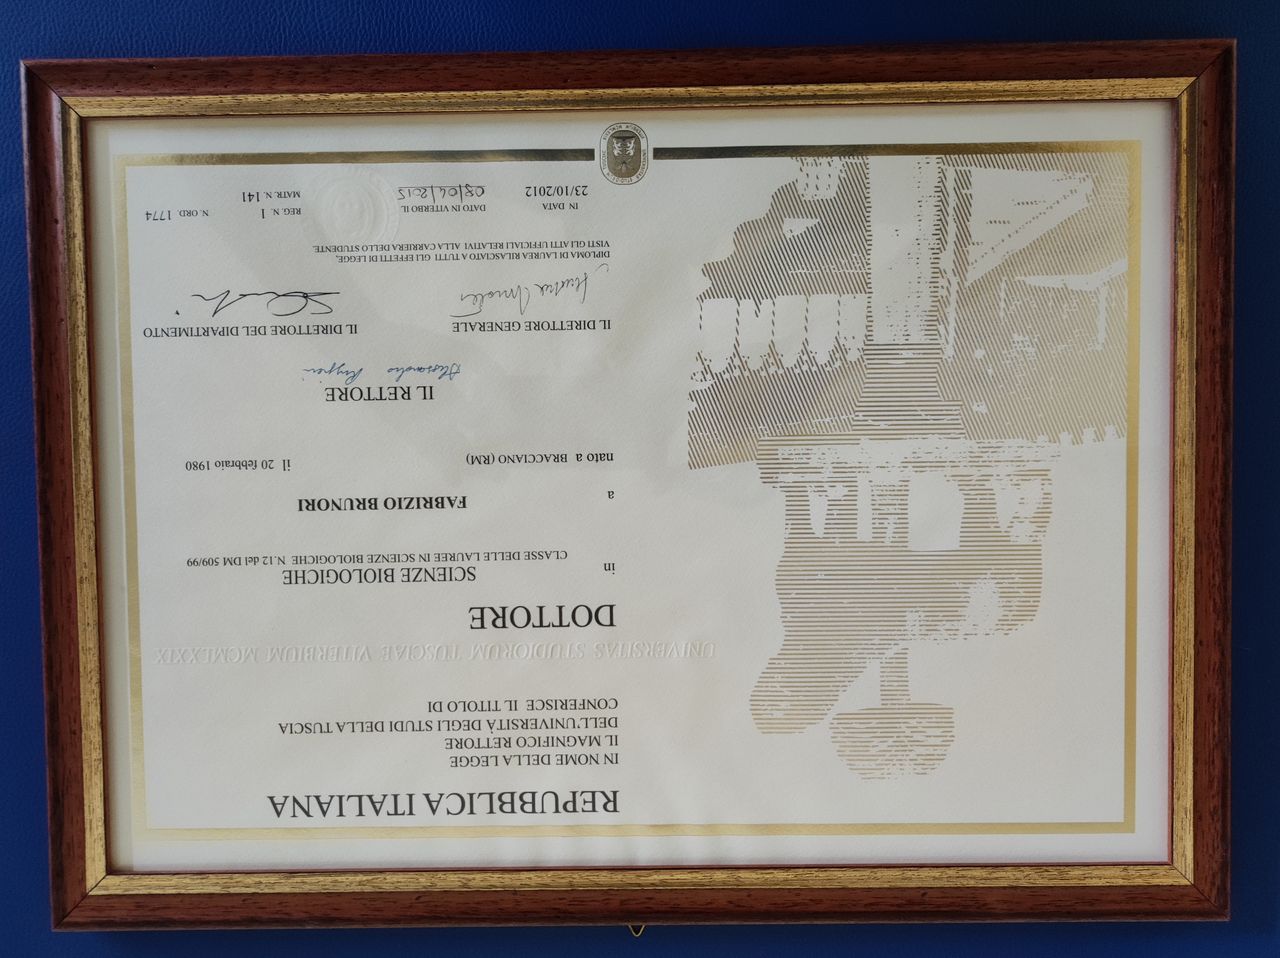 REPUBBLICA ITALIANA
IN NOME DELLA LEGGE
IL MAGNIFICO RETTORE
DELL'UNIVERSITÀ DEGLI STUDI DELLA TUSCIA
CONFERISCE IL TITOLO DI
UNIVERSITAS STUDIORUM TUSCIAE VITERBIUM MCMLXXIX
DOTTORE
in SCIENZE BIOLOGICHE
CLASSE DELLE LAUREE IN SCIENZE BIOLOGICHE N.12 del DM 509/99
a FABRIZIO BRUNORI
nato a BRACCIANO (RM) il 20 febbraio 1980
IL RETTORE
Alessandro Ruggieri
IL DIRETTORE GENERALE IL DIRETTORE DEL DIPARTIMENTO
DIPLOMA DI LAUREA RILASCIATO A TUTTI GLI EFFETTI DI LEGGE,
VISTI GLI ATTI UFFICIALI RELATIVI ALLA CARRIERA DELLO STUDENTE.
IN DATA DATO IN VITERBO IL REG. N. 1 N. ORD. 1774
23/10/2012 08/04/2015 MATR. N. 141